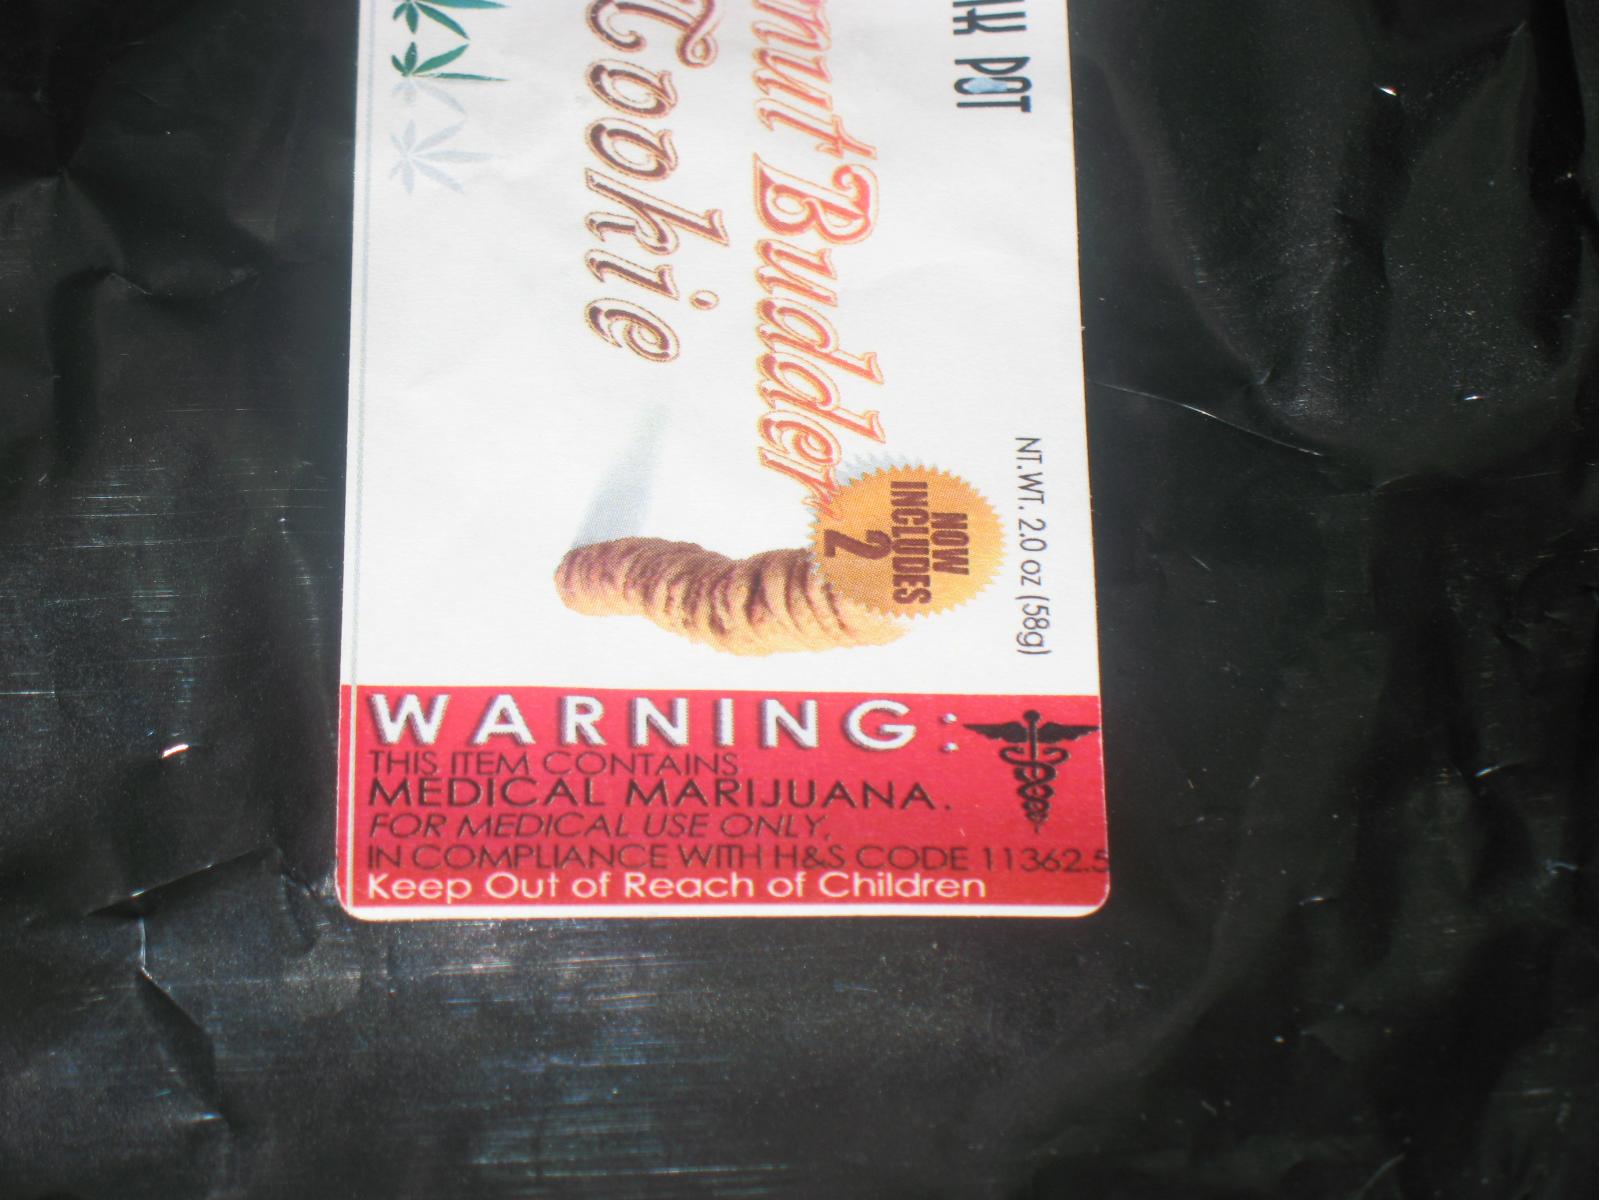 POT
Budder
Cookie
NOW
INCLUDES
2
NT. WT. 2.0 oz (58g)
WARNING:
THIS ITEM CONTAINS
MEDICAL MARIJUANA.
FOR MEDICAL USE ONLY.
IN COMPLIANCE WITH H&S CODE 11362.5
Keep Out of Reach of Children